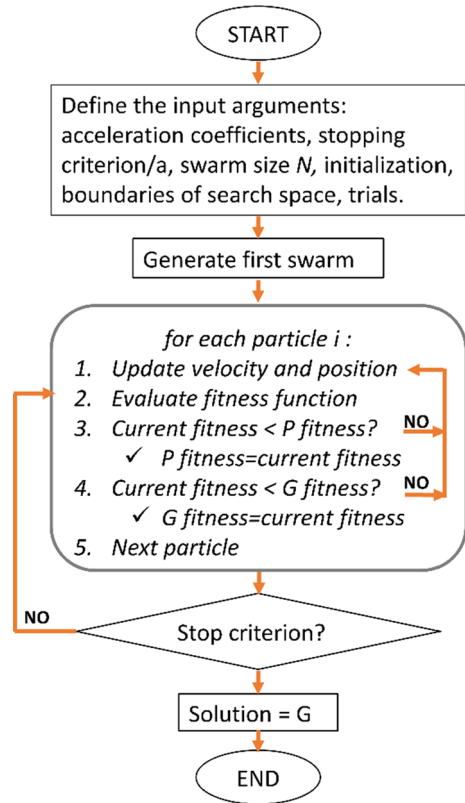 START
Define the input arguments:
acceleration coefficients, stopping
criterion/a, swarm size N, initialization,
boundaries of search space, trials.
Generate first swarm
for each particle i :
1. Update velocity and position
2. Evaluate fitness function
3. Current fitness < P fitness? NO
✓ P fitness=current fitness
4. Current fitness < G fitness? NO
✓ G fitness=current fitness
5. Next particle
NO
Stop criterion?
Solution = G
END